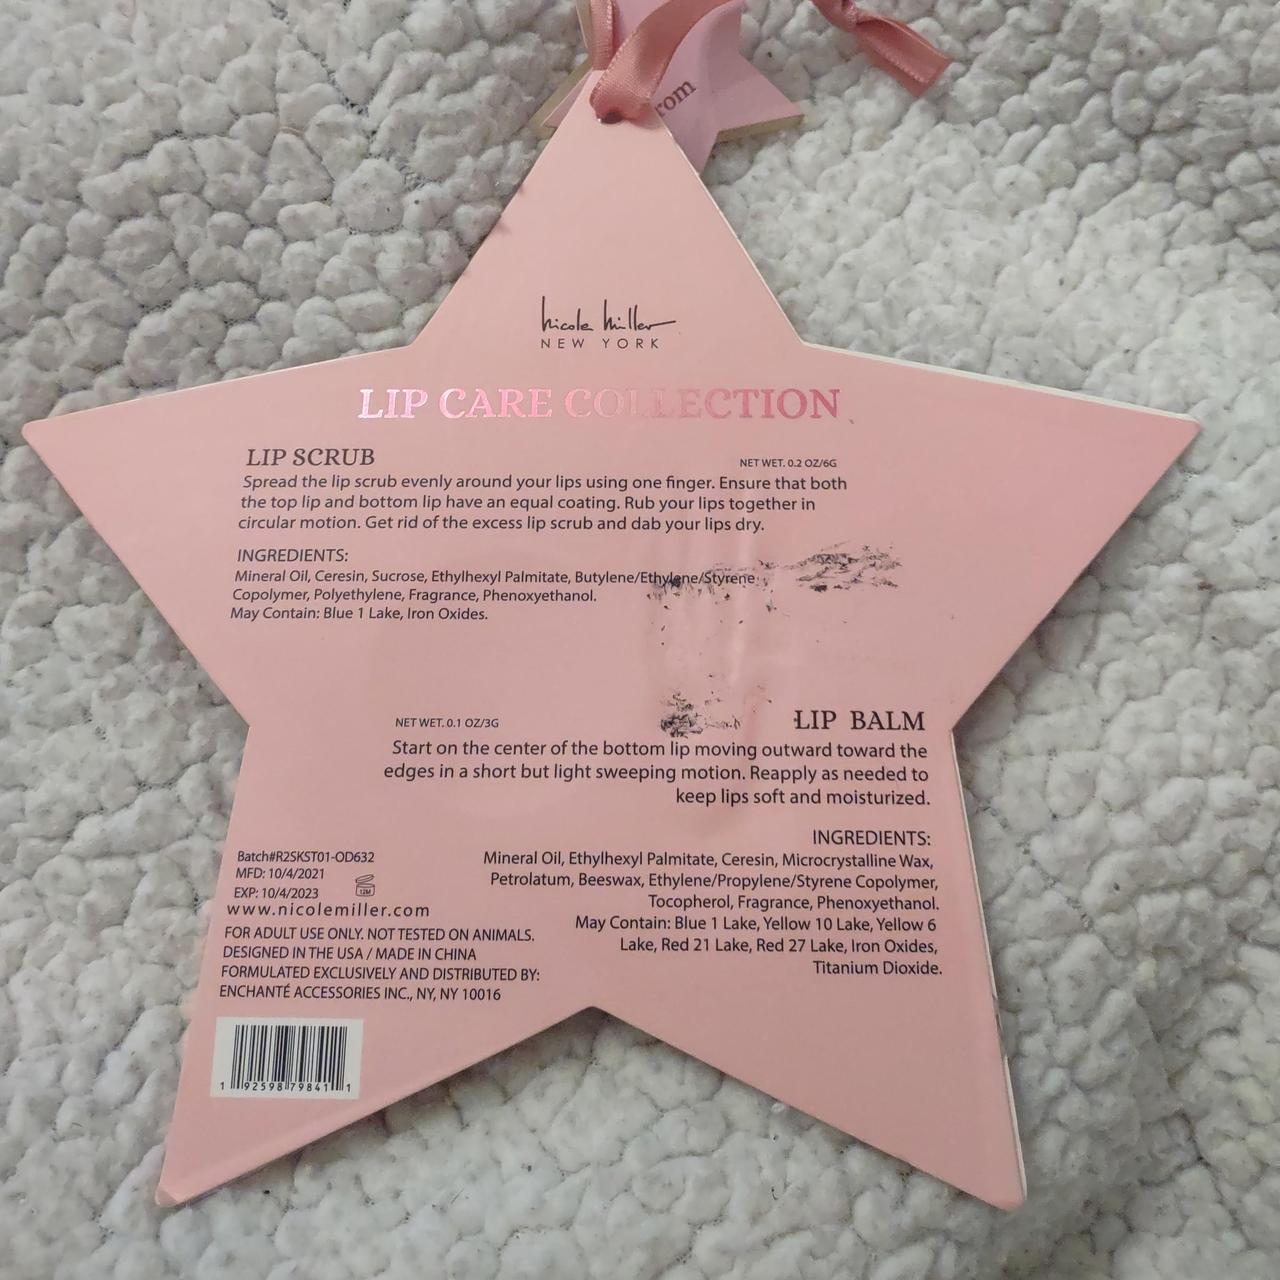 rom
nicole miller
NEW YORK
LIP CARE COLLECTION
LIP SCRUB
NET WET. 0.2 OZ/6G
Spread the lip scrub evenly around your lips using one finger. Ensure that both
the top lip and bottom lip have an equal coating. Rub your lips together in
circular motion. Get rid of the excess lip scrub and dab your lips dry.
INGREDIENTS:
Mineral Oil, Ceresin, Sucrose, Ethylhexyl Palmitate, Butylene/Ethylene/Styrene
Copolymer, Polyethylene, Fragrance, Phenoxyethanol.
May Contain: Blue 1 Lake, Iron Oxides.
NET WET. 0.1 OZ/3G
LIP BALM
Start on the center of the bottom lip moving outward toward the
edges in a short but light sweeping motion. Reapply as needed to
keep lips soft and moisturized.
INGREDIENTS:
Mineral Oil, Ethylhexyl Palmitate, Ceresin, Microcrystalline Wax,
Petrolatum, Beeswax, Ethylene/Propylene/Styrene Copolymer,
Tocopherol, Fragrance, Phenoxyethanol.
May Contain: Blue 1 Lake, Yellow 10 Lake, Yellow 6
Lake, Red 21 Lake, Red 27 Lake, Iron Oxides,
Titanium Dioxide.
Batch#R2SKST01-OD632
MFD: 10/4/2021
EXP: 10/4/2023
12M
www.nicolemiller.com
FOR ADULT USE ONLY. NOT TESTED ON ANIMALS.
DESIGNED IN THE USA / MADE IN CHINA
FORMULATED EXCLUSIVELY AND DISTRIBUTED BY:
ENCHANTÉ ACCESSORIES INC., NY, NY 10016
1 92598 79841 1